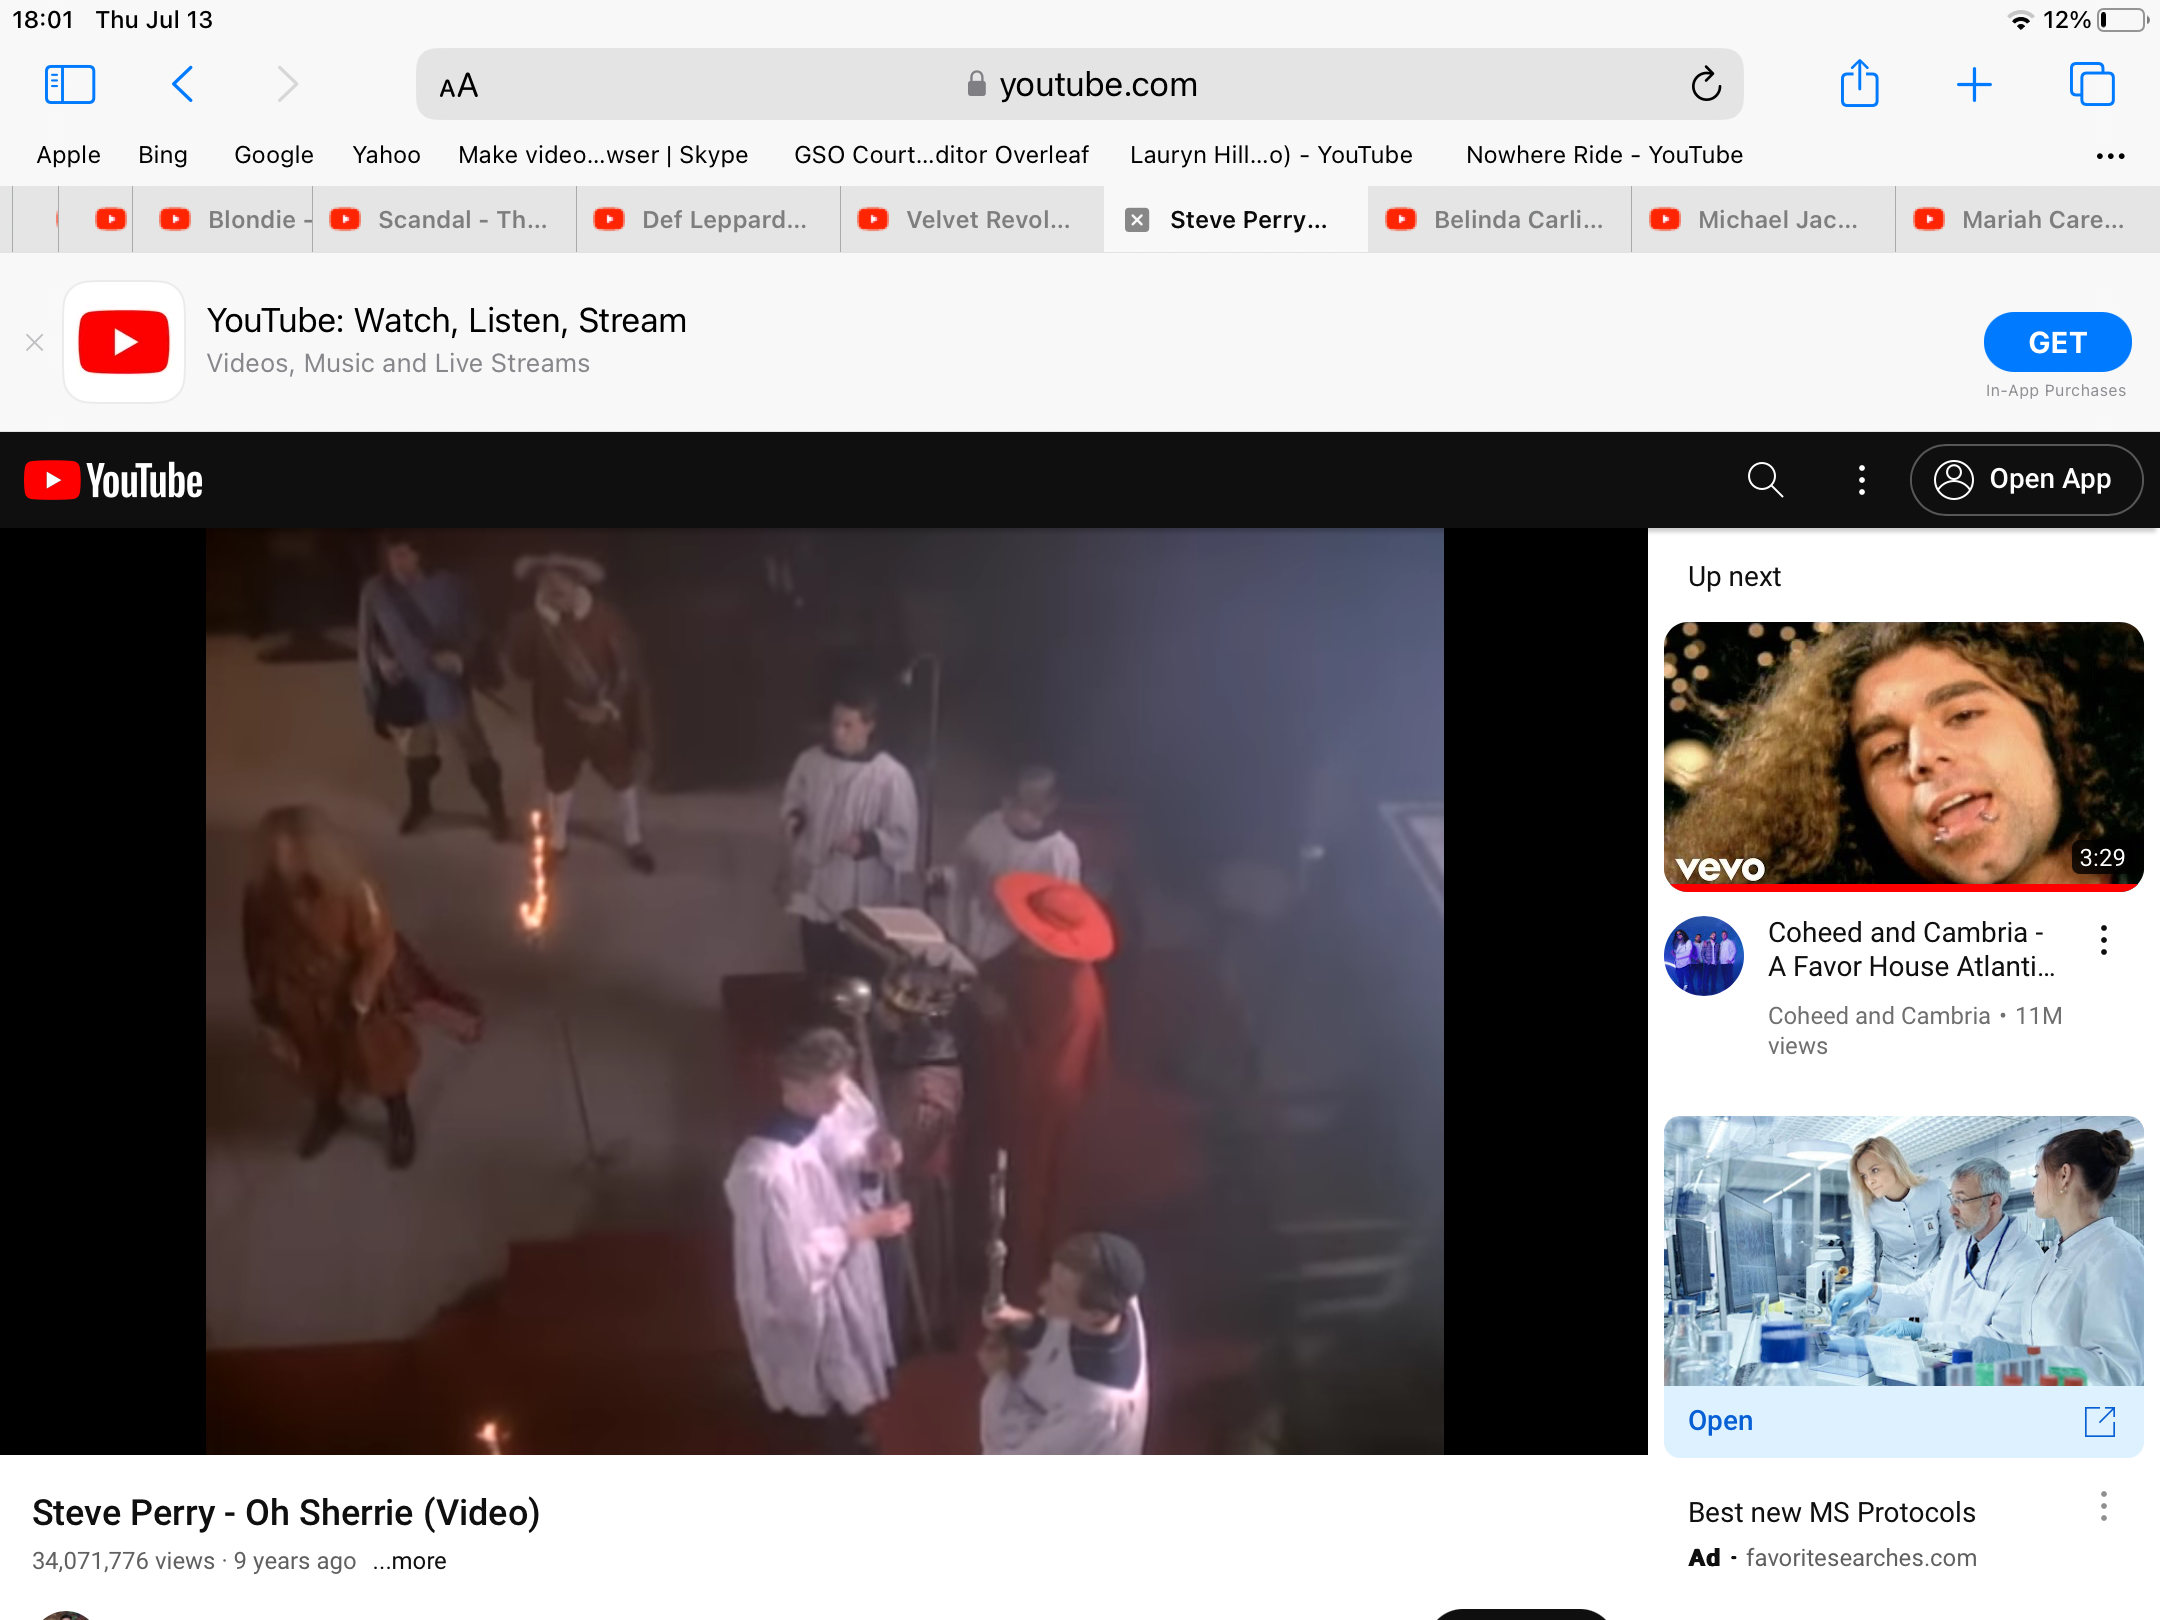 18:01 Thu Jul 13
12%
AA
youtube.com
Apple
Bing
Google
Yahoo
Make video...wser | Skype
GSO Court...ditor Overleaf
Lauryn Hill...o) - YouTube
Nowhere Ride - YouTube
Blondie -
Scandal - Th...
Def Leppard...
Velvet Revol...
Steve Perry...
Belinda Carli...
Michael Jac...
Mariah Care...
YouTube: Watch, Listen, Stream
Videos, Music and Live Streams
GET
In-App Purchases
YouTube
Open App
Up next
vevo
3:29
Coheed and Cambria -
A Favor House Atlanti...
Coheed and Cambria • 11M
views
Open
Best new MS Protocols
Ad · favoritesearches.com
Steve Perry - Oh Sherrie (Video)
34,071,776 views · 9 years ago ...more